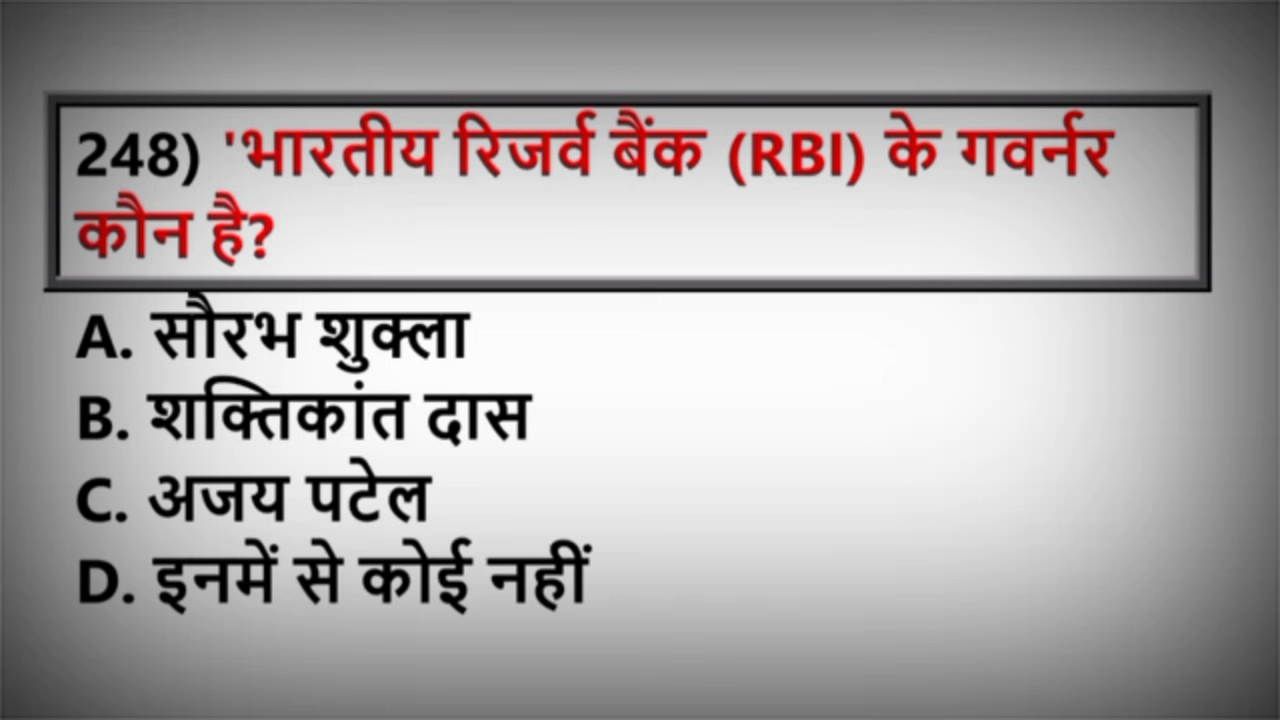 248) 'भारतीय रिजर्व बैंक (RBI) के गवर्नर
कौन है?
A. सौरभ शुक्ला
B. शक्तिकांत दास
C. अजय पटेल
D. इनमें से कोई नहीं